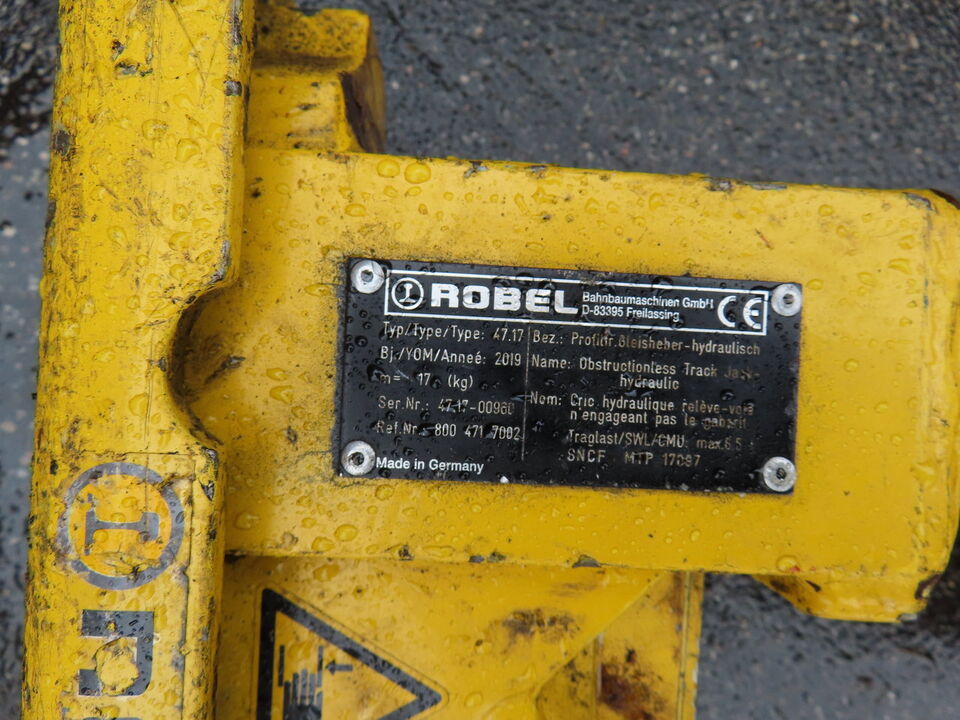 ROBEL
Bahnbaumaschinen GmbH
D-83395 Freilassing
CE
Typ/Type/Type: 47.17
Bj./YOM/Anneé: 2019
m= 17 (kg)
Ser.Nr.: 47.17-00960
Ref.Nr.: 800 471 7002
Made in Germany
Bez.: Profilfr.Gleisheber-hydraulisch
Name: Obstructionless Track Jack-
hydraulic
Nom: Cric hydraulique relève-voie
n'engageant pas le gabarit
Traglast/SWL/CMU: max.6,5
SNCF MTP 17087